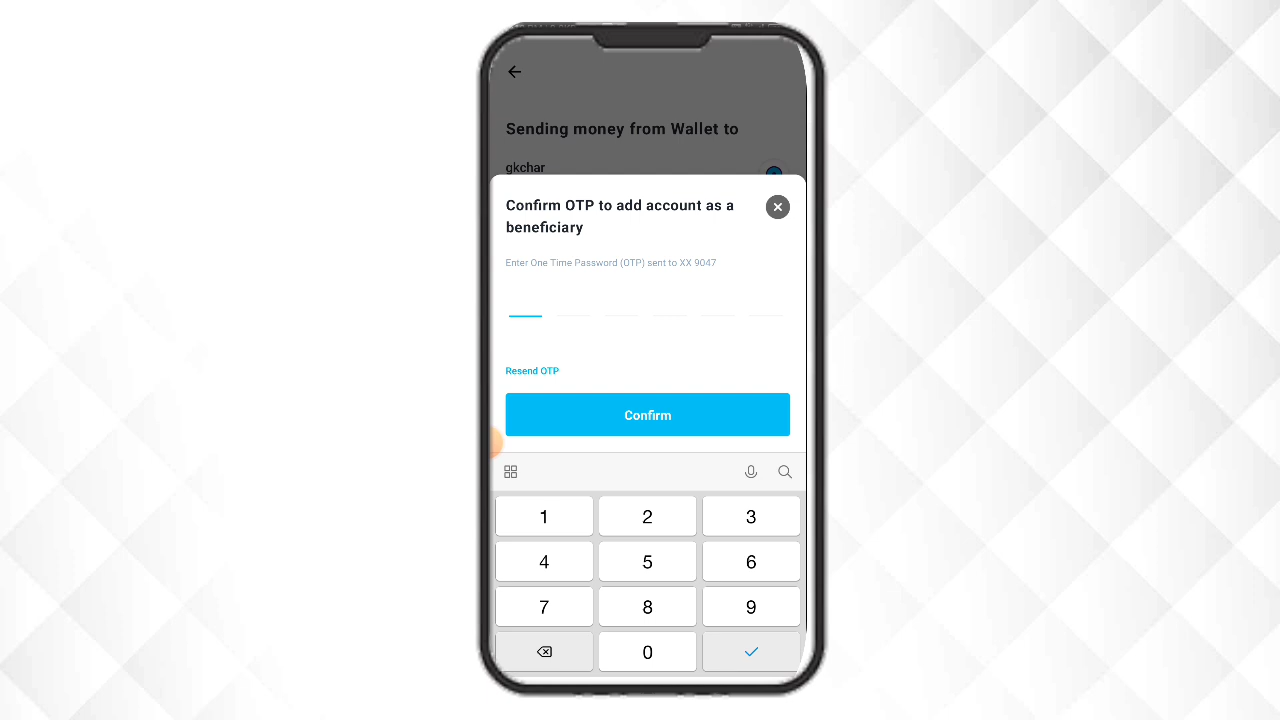 Sending money from Wallet to
gkchar
Confirm OTP to add account as a
beneficiary
Enter One Time Password (OTP) sent to XX 9047
Resend OTP
Confirm
1 2 3
4 5 6
7 8 9
0